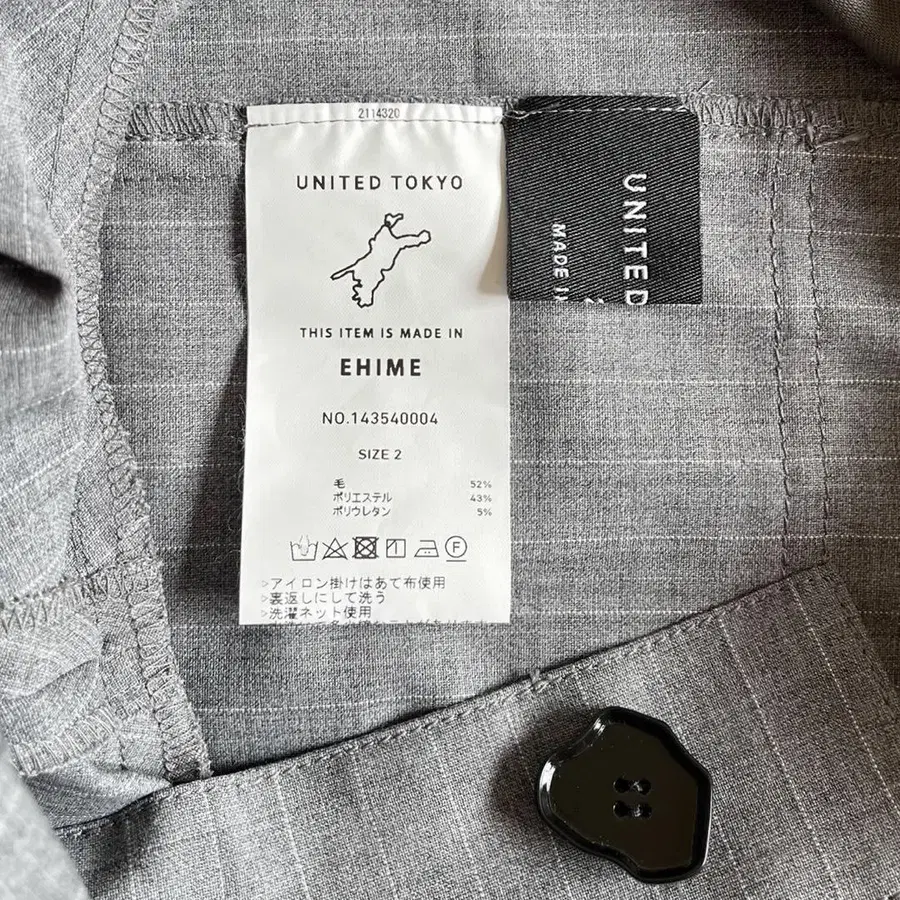 2114320
UNITED TOKYO
THIS ITEM IS MADE IN
EHIME
NO.143540004
SIZE 2
毛 52%
ポリエステル 43%
ポリウレタン 5%
F
>アイロン掛けはあて布使用
>裏返しにして洗う
>洗濯ネット使用
UNITED
MADE IN